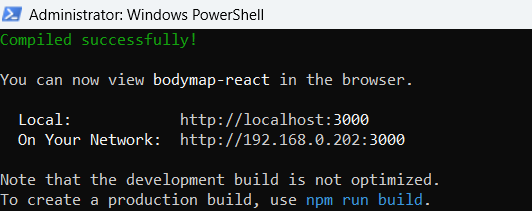 Administrator: Windows PowerShell
Compiled successfully!
You can now view bodymap-react in the browser.
Local: http://localhost:3000
On Your Network: http://192.168.0.202:3000
Note that the development build is not optimized.
To create a production build, use npm run build.